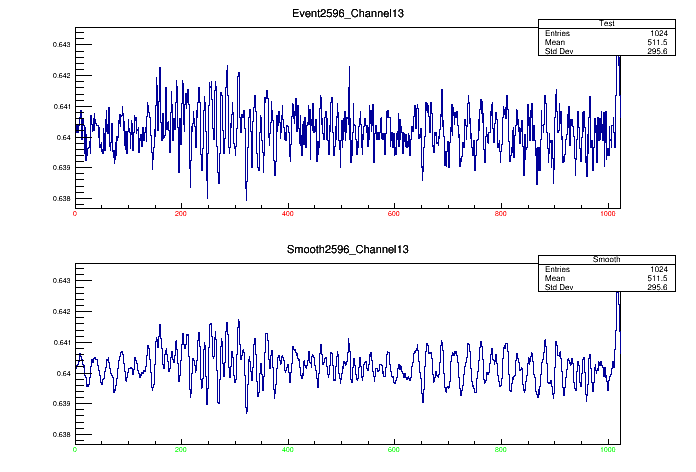 Event2596_Channel13
Test
Entries 1024
Mean 511.5
Std Dev 295.6
0.643
0.642
0.641
0.64
0.639
0.638
0 200 400 600 800 1000
Smooth2596_Channel13
Smooth
Entries 1024
Mean 511.5
Std Dev 295.6
0.643
0.642
0.641
0.64
0.639
0.638
0 200 400 600 800 1000